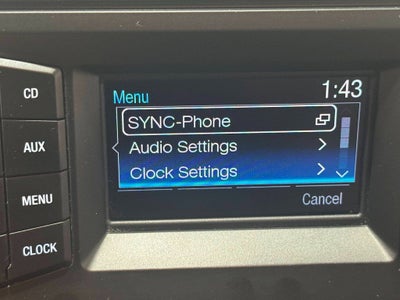 CD
AUX
MENU
CLOCK
Menu 1:43
SYNC-Phone
Audio Settings
Clock Settings
Cancel